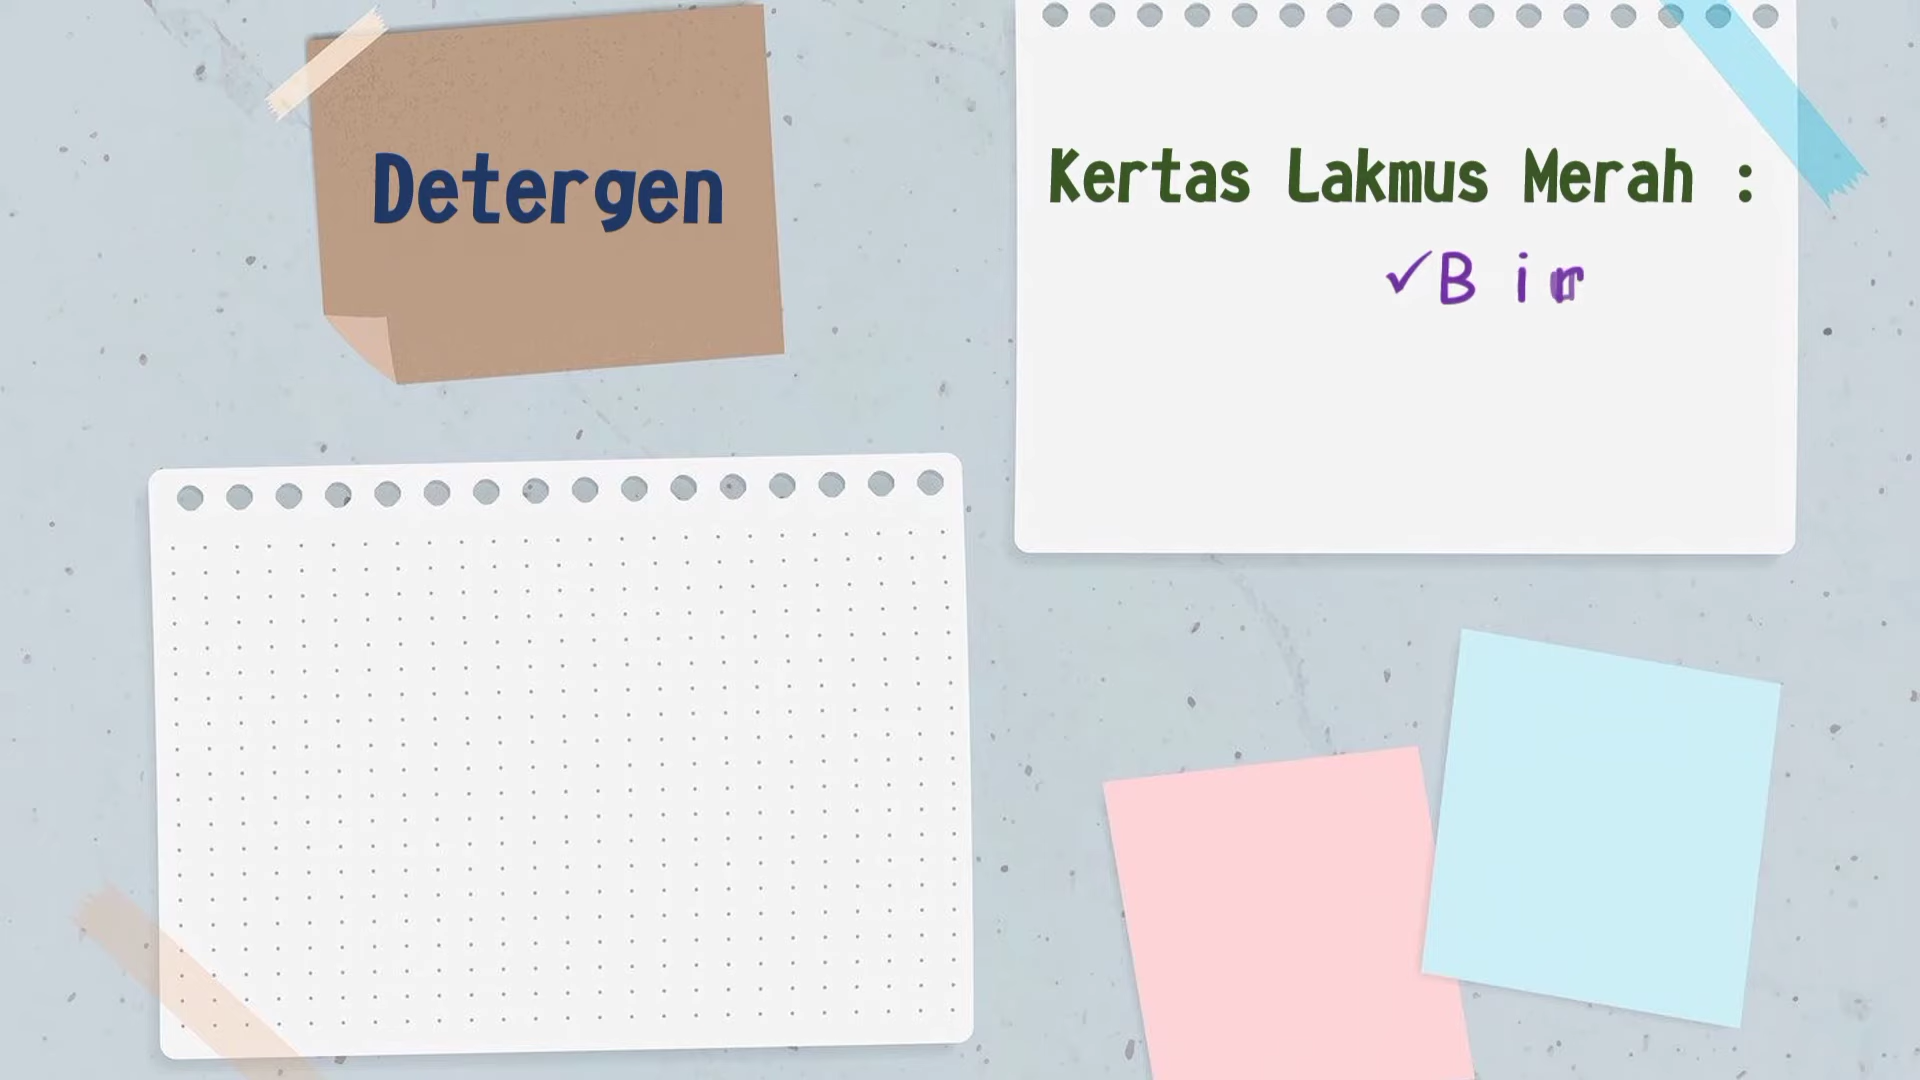 Detergen
Kertas Lakmus Merah :
✓B i